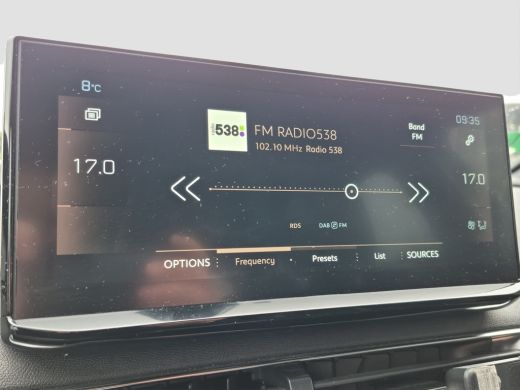 8°C
09:35
538
FM RADIO538
102.10 MHz Radio 538
Band
FM
17.0
17.0
RDS
DAB FM
OPTIONS Frequency Presets List SOURCES